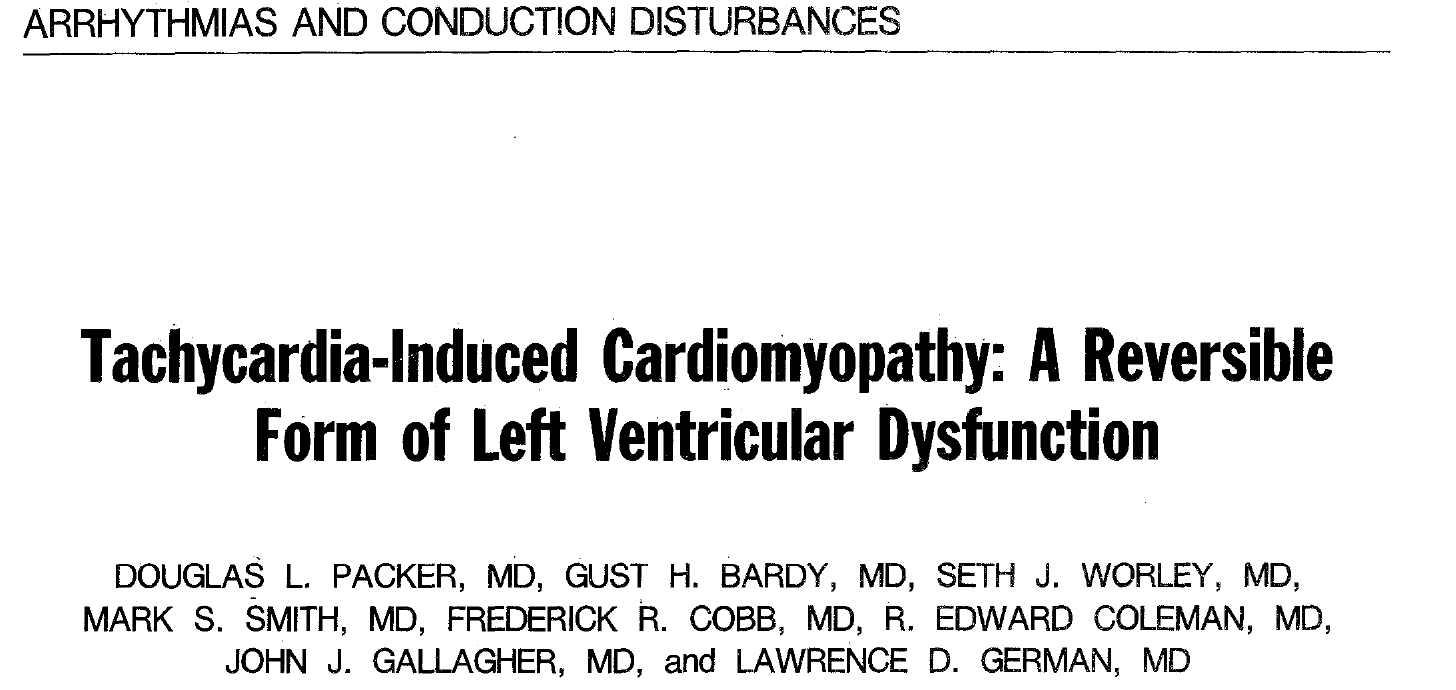 ARRHYTHMIAS AND CONDUCTION DISTURBANCES
Tachycardia-Induced Cardiomyopathy: A Reversible
Form of Left Ventricular Dysfunction
DOUGLAS L. PACKER, MD, GUST H. BARDY, MD, SETH J. WORLEY, MD,
MARK S. SMITH, MD, FREDERICK R. COBB, MD, R. EDWARD COLEMAN, MD,
JOHN J. GALLAGHER, MD, and LAWRENCE D. GERMAN, MD